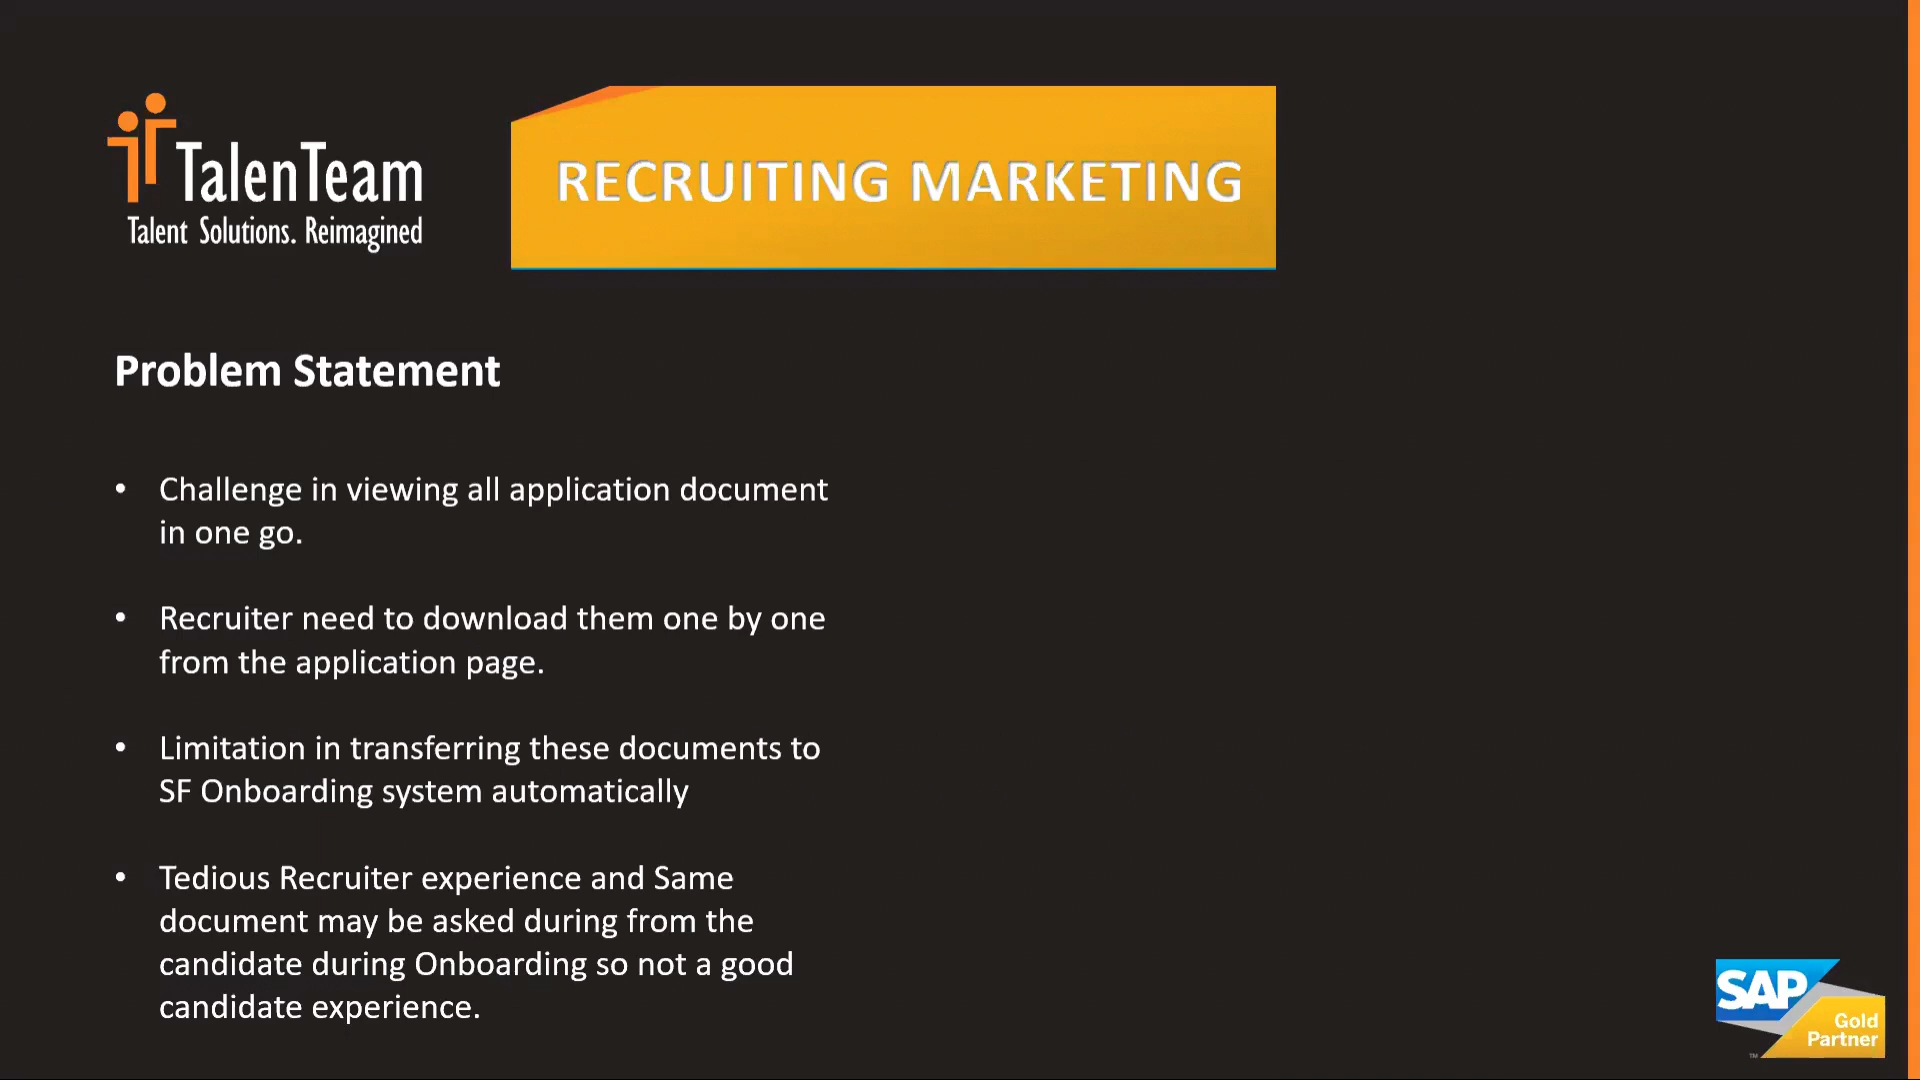 TalenTeam
Talent Solutions. Reimagined
RECRUITING MARKETING
Problem Statement
• Challenge in viewing all application document
in one go.
• Recruiter need to download them one by one
from the application page.
• Limitation in transferring these documents to
SF Onboarding system automatically
• Tedious Recruiter experience and Same
document may be asked during from the
candidate during Onboarding so not a good
candidate experience.
SAP
Gold
Partner
™